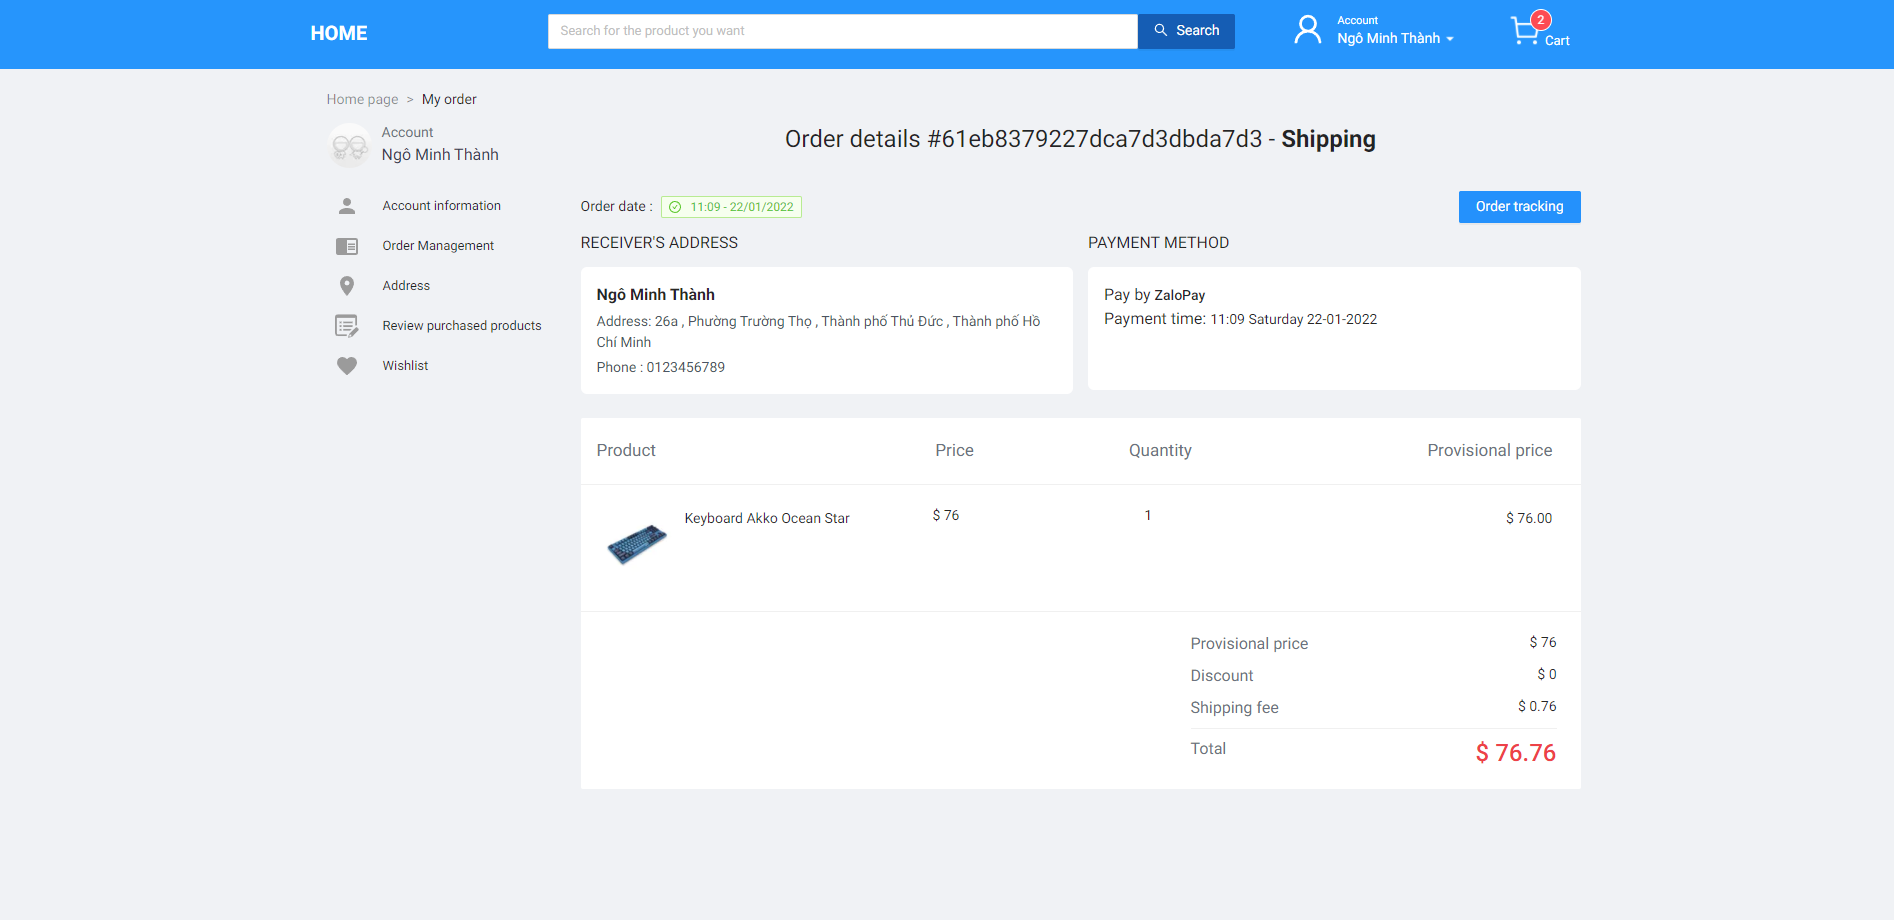 HOME
Search for the product you want
Search
Account
Ngô Minh Thành
2
Cart
Home page > My order
Account
Ngô Minh Thành
Account information
Order Management
Address
Review purchased products
Wishlist
Order details #61eb8379227dca7d3dbda7d3 - Shipping
Order date : 11:09 - 22/01/2022
Order tracking
RECEIVER'S ADDRESS
Ngô Minh Thành
Address: 26a , Phường Trường Thọ , Thành phố Thủ Đức , Thành phố Hồ
Chí Minh
Phone : 0123456789
PAYMENT METHOD
Pay by ZaloPay
Payment time: 11:09 Saturday 22-01-2022
Product Price Quantity Provisional price
Keyboard Akko Ocean Star $ 76 1 $ 76.00
Provisional price $ 76
Discount $ 0
Shipping fee $ 0.76
Total $ 76.76